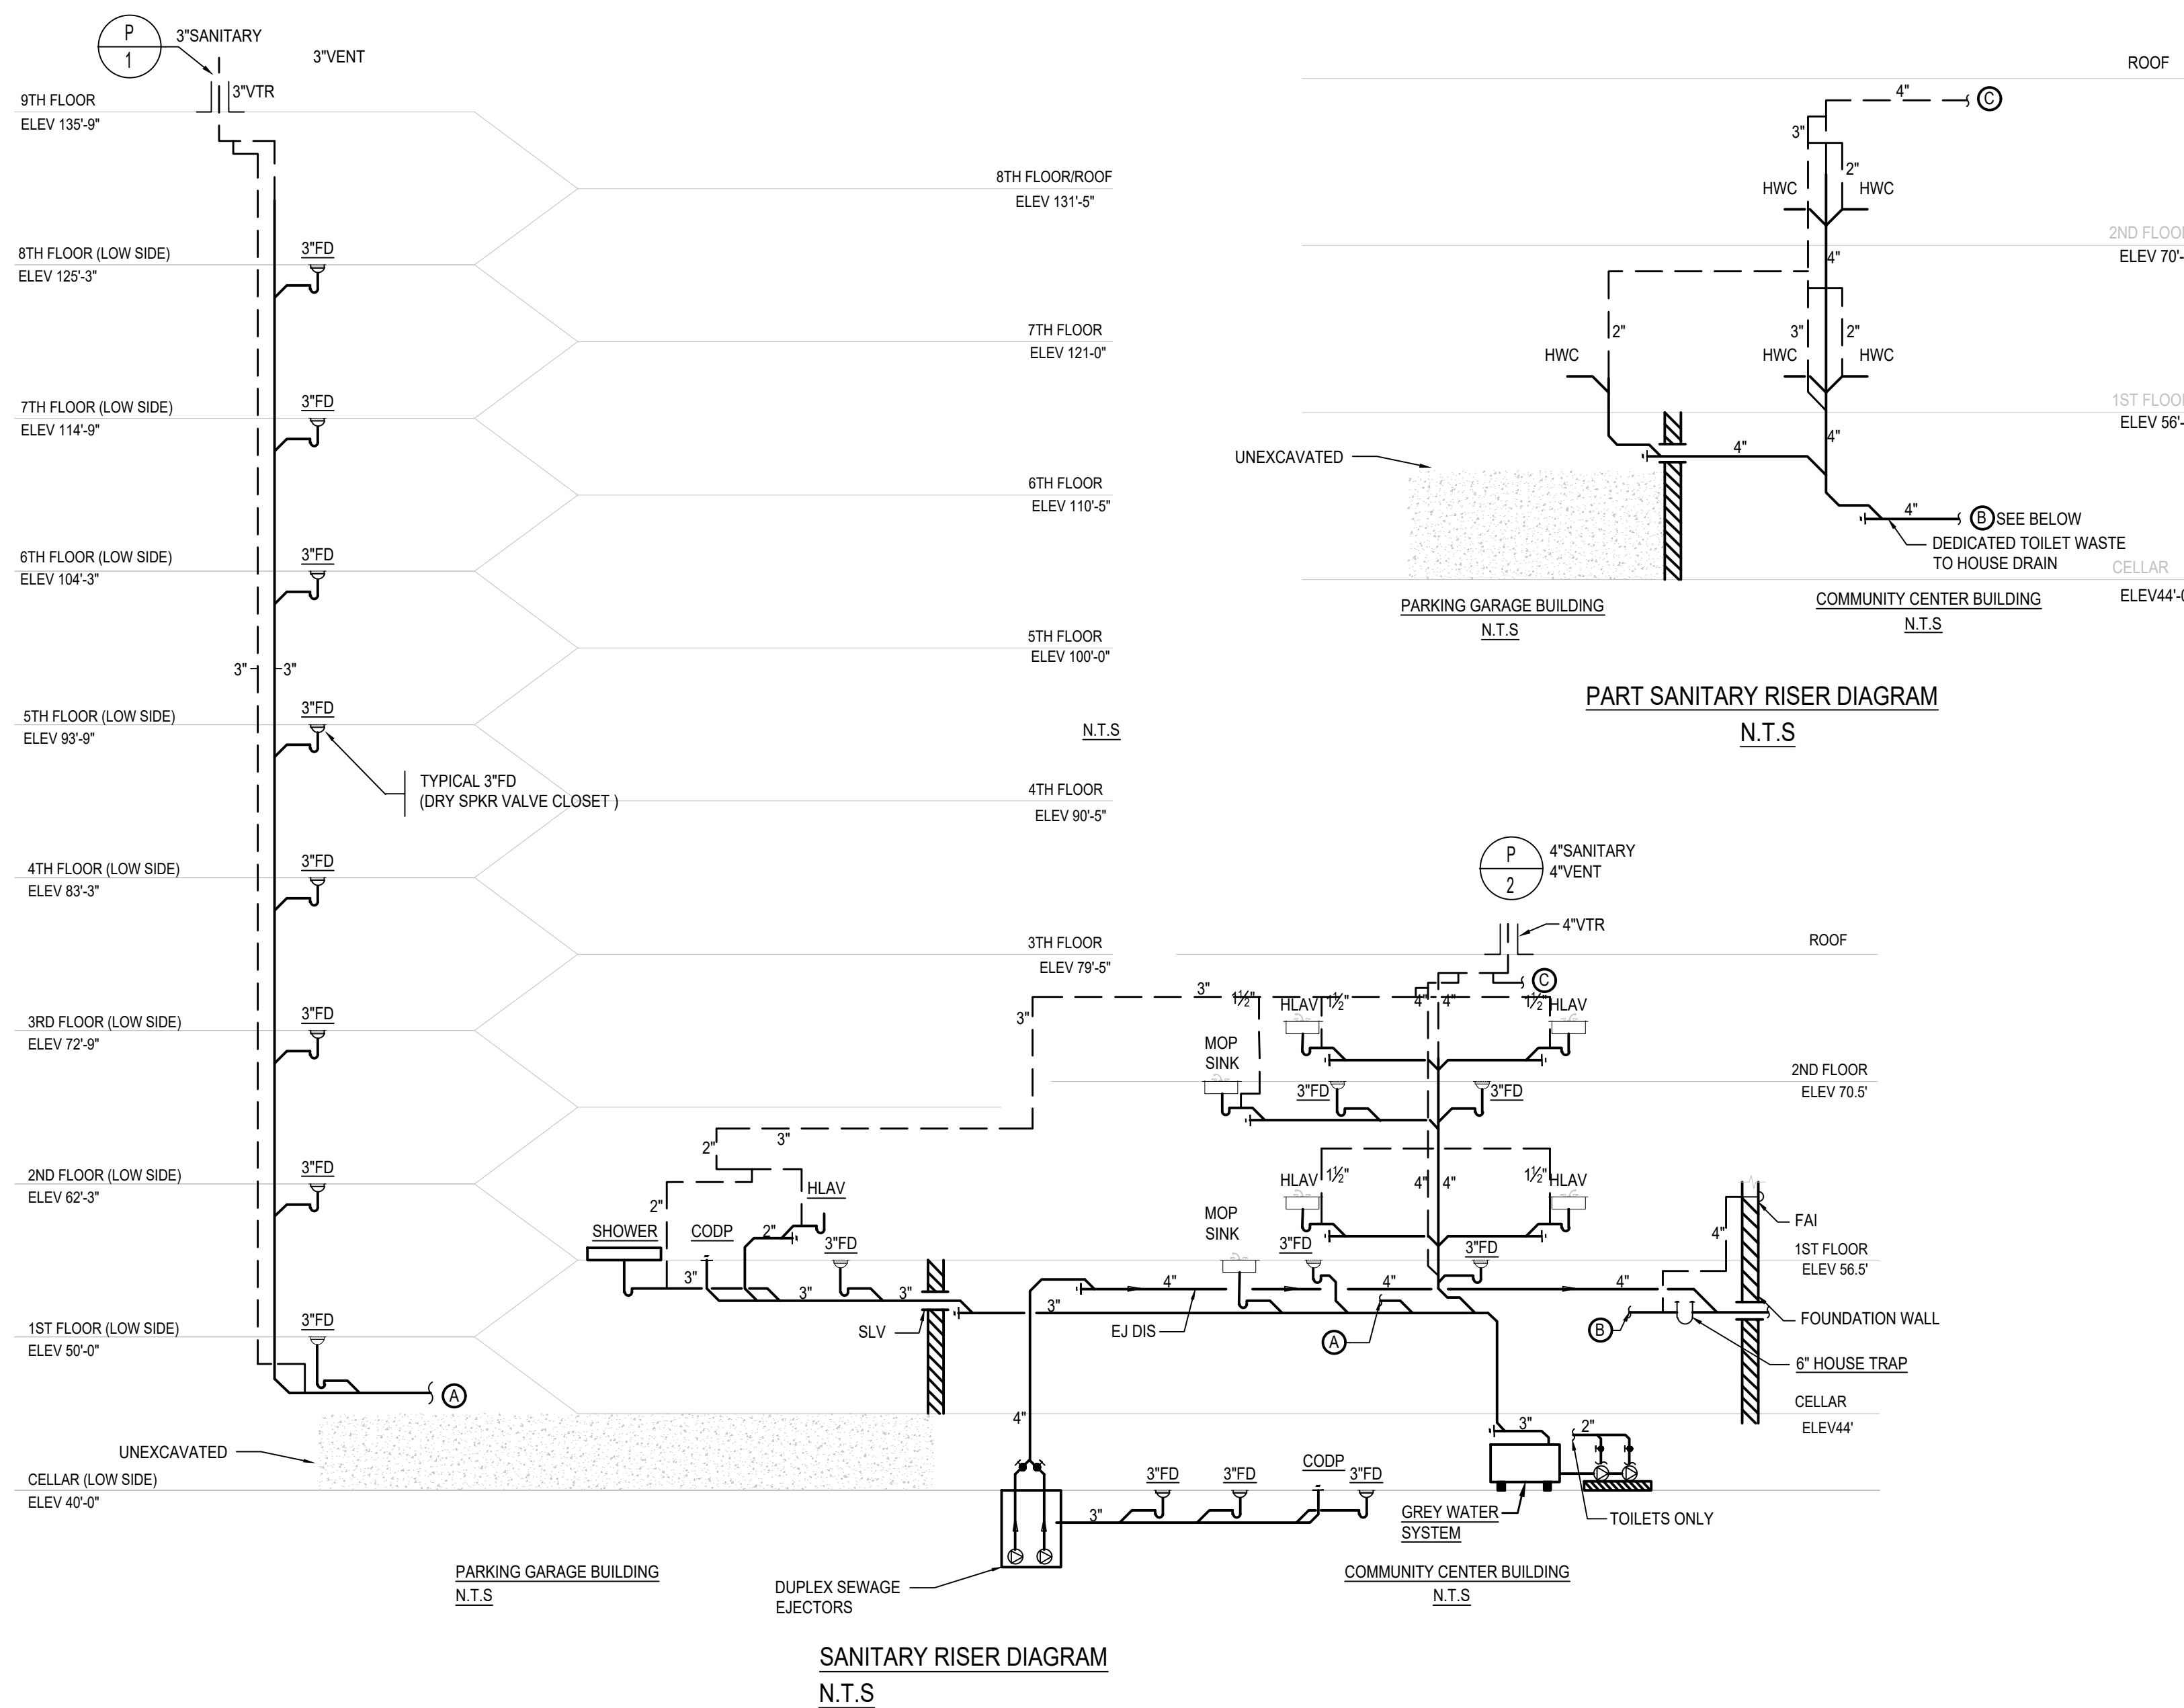 P
1
3"SANITARY
3"VENT
3"VTR
9TH FLOOR
ELEV 135'-9"
8TH FLOOR/ROOF
ELEV 131'-5"
8TH FLOOR (LOW SIDE)
ELEV 125'-3"
3"FD
7TH FLOOR
ELEV 121-0"
7TH FLOOR (LOW SIDE)
ELEV 114'-9"
3"FD
6TH FLOOR
ELEV 110'-5"
6TH FLOOR (LOW SIDE)
ELEV 104'-3"
3"FD
5TH FLOOR
ELEV 100'-0"
3"
3"
5TH FLOOR (LOW SIDE)
ELEV 93'-9"
3"FD
N.T.S
TYPICAL 3"FD
(DRY SPKR VALVE CLOSET )
4TH FLOOR
ELEV 90'-5"
4TH FLOOR (LOW SIDE)
ELEV 83'-3"
3"FD
3TH FLOOR
ELEV 79'-5"
3RD FLOOR (LOW SIDE)
ELEV 72'-9"
3"FD
2ND FLOOR (LOW SIDE)
ELEV 62'-3"
3"FD
1ST FLOOR (LOW SIDE)
ELEV 50'-0"
3"FD
A
UNEXCAVATED
CELLAR (LOW SIDE)
ELEV 40'-0"
PARKING GARAGE BUILDING
N.T.S
ROOF
4"
C
3"
2"
HWC
HWC
2ND FLOO
ELEV 70'-
4"
2"
3"
2"
HWC
HWC
HWC
1ST FLOO
ELEV 56'-
4"
4"
UNEXCAVATED
4"
B
SEE BELOW
DEDICATED TOILET WASTE
TO HOUSE DRAIN
CELLAR
ELEV44'-0
PARKING GARAGE BUILDING
N.T.S
COMMUNITY CENTER BUILDING
N.T.S
PART SANITARY RISER DIAGRAM
N.T.S
P
2
4"SANITARY
4"VENT
4"VTR
ROOF
C
3"
3"
1½"
HLAV
1½"
4"
4"
1½"
HLAV
MOP
SINK
2ND FLOOR
ELEV 70.5'
3"FD
3"FD
2"
3"
2"
HLAV
SHOWER
CODP
2"
3"FD
3"
3"
3"
SLV
MOP
SINK
HLAV
1½"
4"
4"
1½"
HLAV
3"FD
3"FD
4"
FAI
1ST FLOOR
ELEV 56.5'
4"
4"
4"
3"
EJ DIS
A
B
FOUNDATION WALL
6" HOUSE TRAP
CELLAR
ELEV44'
4"
3"
2"
3"FD
3"FD
CODP
3"FD
3"
GREY WATER
SYSTEM
TOILETS ONLY
DUPLEX SEWAGE
EJECTORS
COMMUNITY CENTER BUILDING
N.T.S
SANITARY RISER DIAGRAM
N.T.S